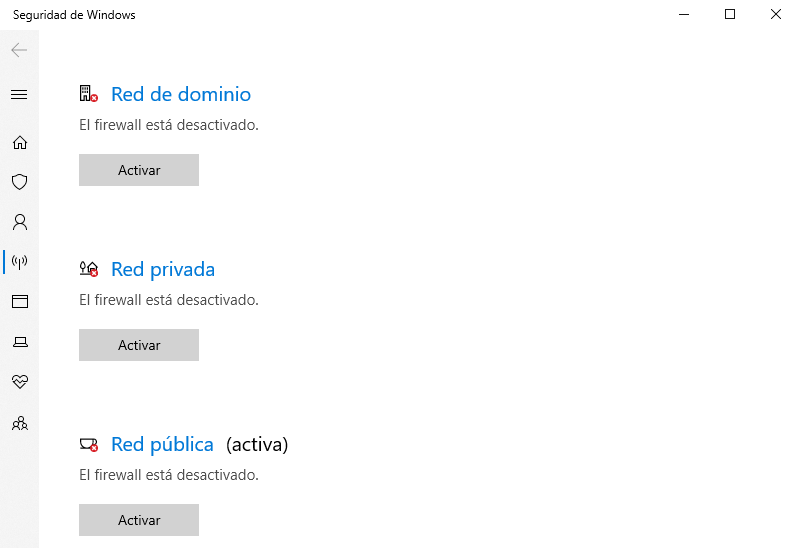 Seguridad de Windows
Red de dominio
El firewall está desactivado.
Activar
Red privada
El firewall está desactivado.
Activar
Red pública (activa)
El firewall está desactivado.
Activar